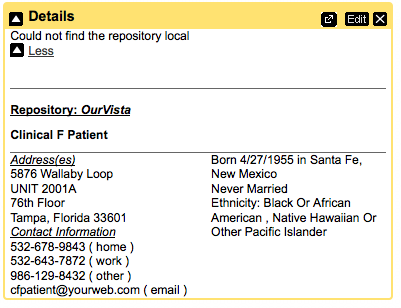 Details
Edit
Could not find the repository local
Less
Repository: OurVista
Clinical F Patient
Address(es)
5876 Wallaby Loop
UNIT 2001A
76th Floor
Tampa, Florida 33601
Contact Information
532-678-9843 ( home )
532-643-7872 ( work )
986-129-8432 ( other )
cfpatient@yourweb.com ( email )
Born 4/27/1955 in Santa Fe,
New Mexico
Never Married
Ethnicity: Black Or African
American , Native Hawaiian Or
Other Pacific Islander